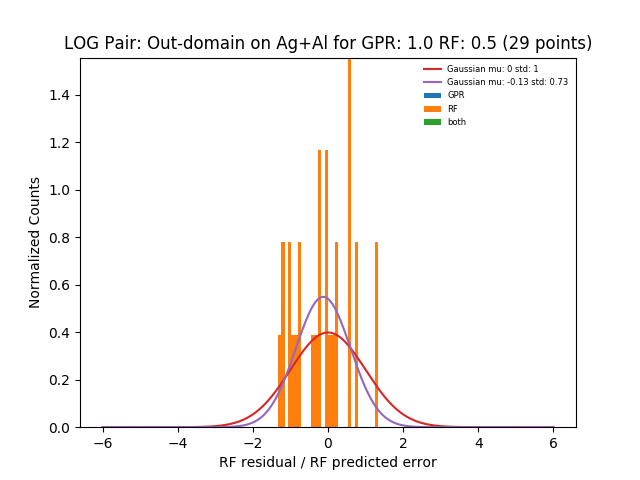 LOG Pair: Out-domain on Ag+Al for GPR: 1.0 RF: 0.5 (29 points)
Gaussian mu: 0 std: 1
Gaussian mu: -0.13 std: 0.73
GPR
RF
both
Normalized Counts
1.4
1.2
1.0
0.8
0.6
0.4
0.2
0.0
−6
−4
−2
0
2
4
6
RF residual / RF predicted error